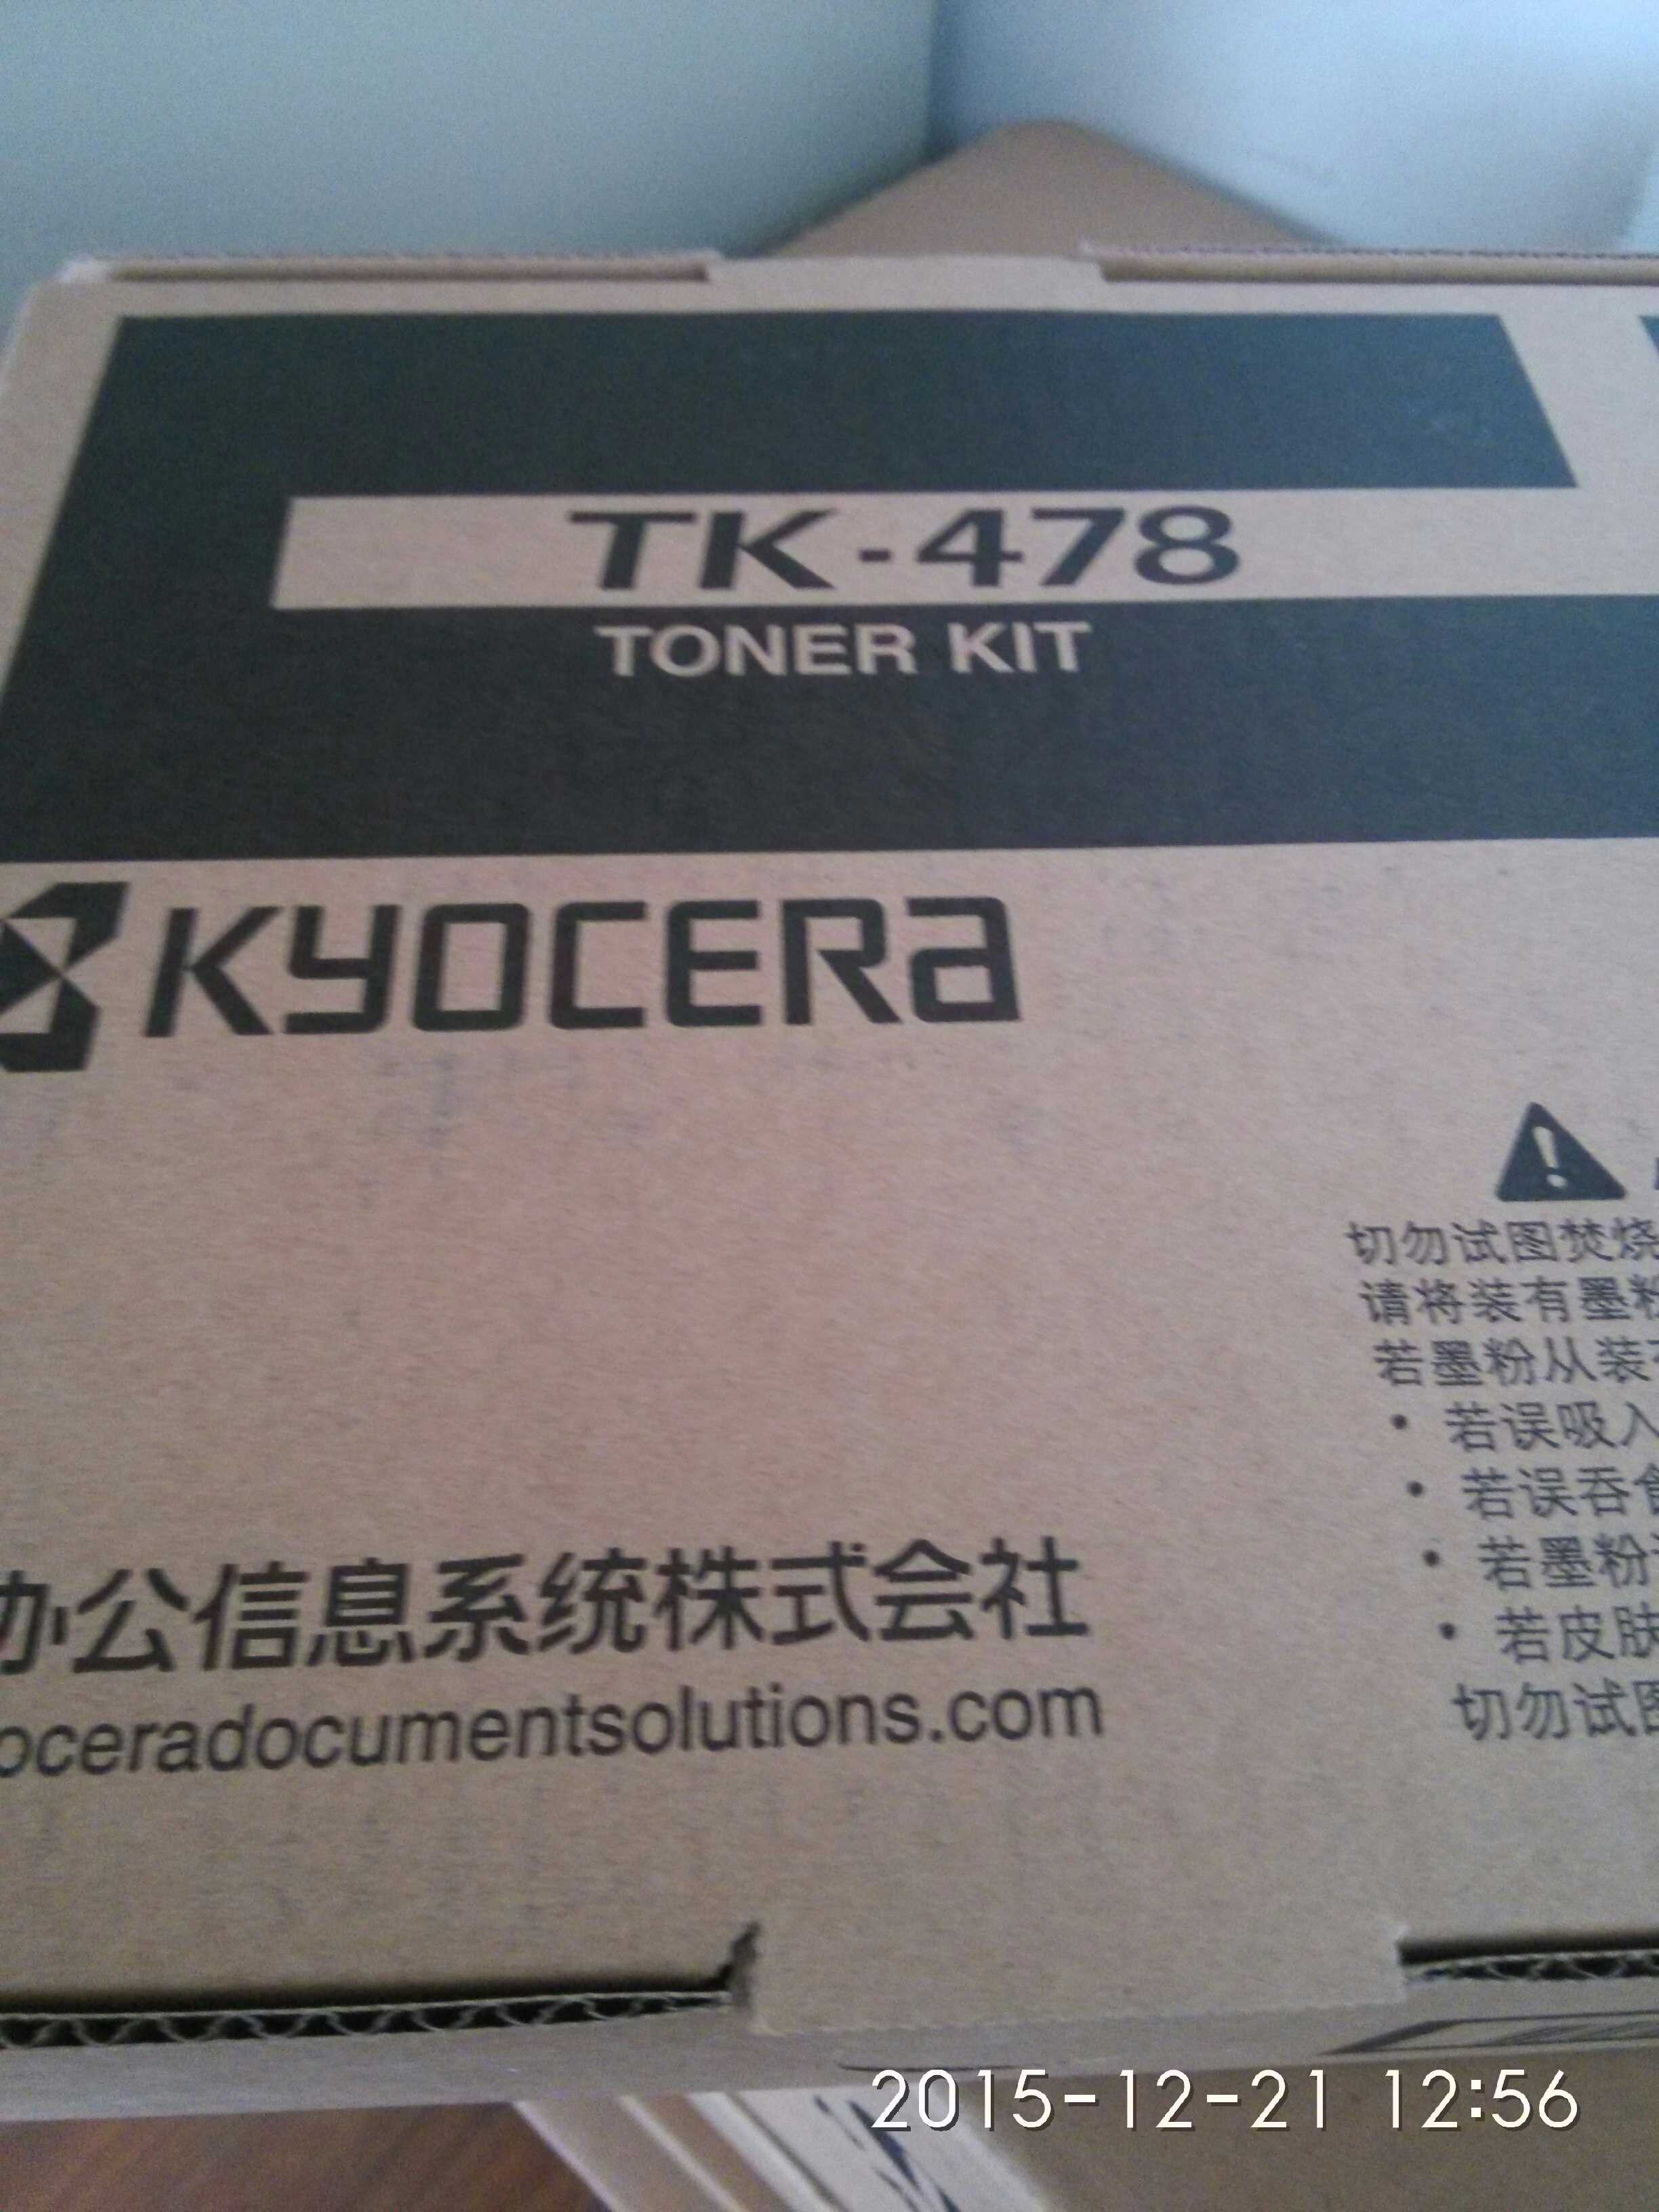 TK-478
TONER KIT
KYOCERA
办公信息系统株式会社
oceradocumentsolutions.com
切勿试图焚烧
请将装有墨粉
若墨粉从装有
• 若误吸入
• 若误吞食
• 若墨粉
• 若皮肤
切勿试图
2015-12-21 12:56